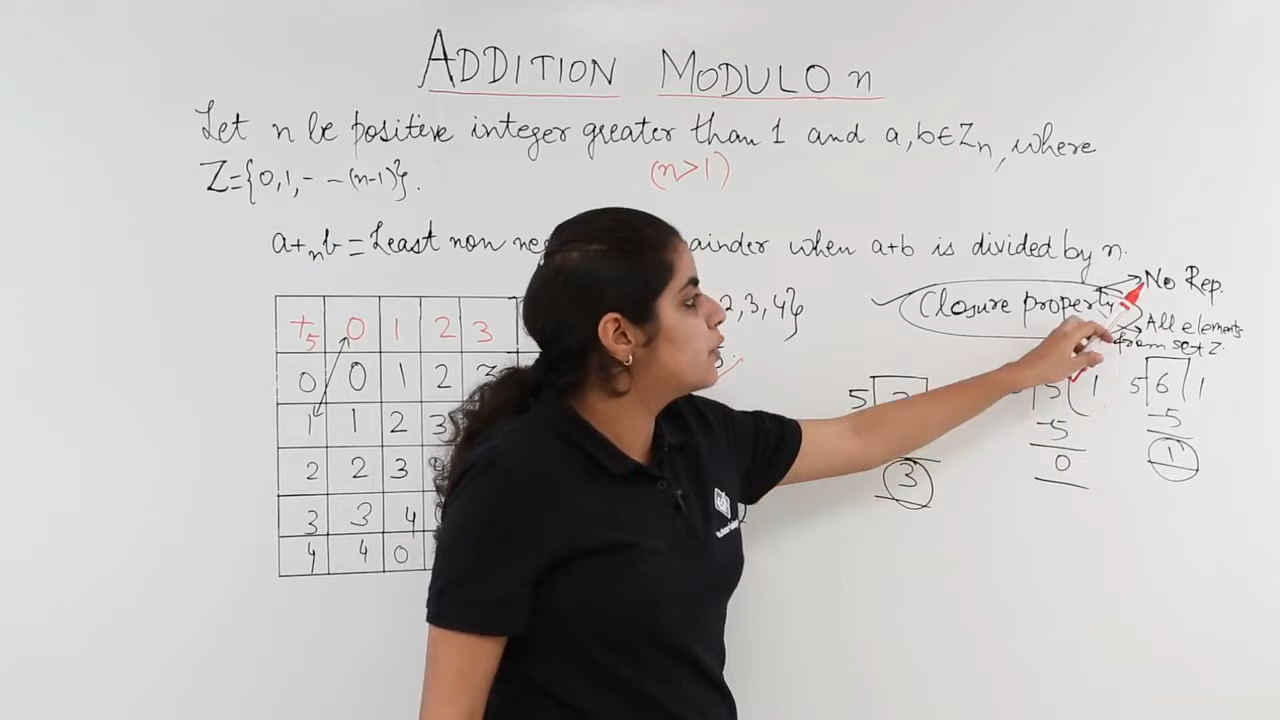 ADDITION MODULO n
Let n be positive integer greater than 1 and a, b ∈ Zn, where
(n>1)
Z = {0, 1, - - (n-1)}.
a +n b = Least non ne ainder when a+b is divided by n.
2, 3, 4}
Closure property
No Rep.
All elements
from set Z.
+5 0 1 2 3
0 0 1 2 3
1 1 2 3
2 2 3
3 3 4
4 4 0
5
3
5 1
-5
0
5 6 1
-5
1